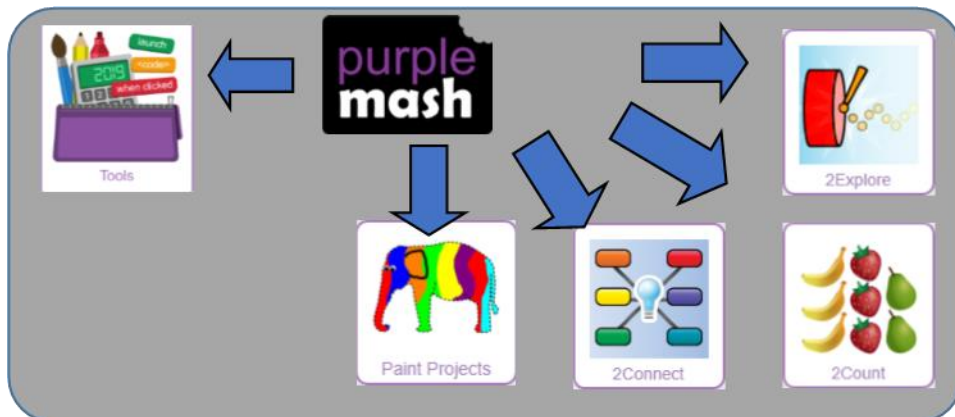 launch
<code>
2019
when clicked
Tools
purple
mash
2Explore
Paint Projects
2Connect
2Count